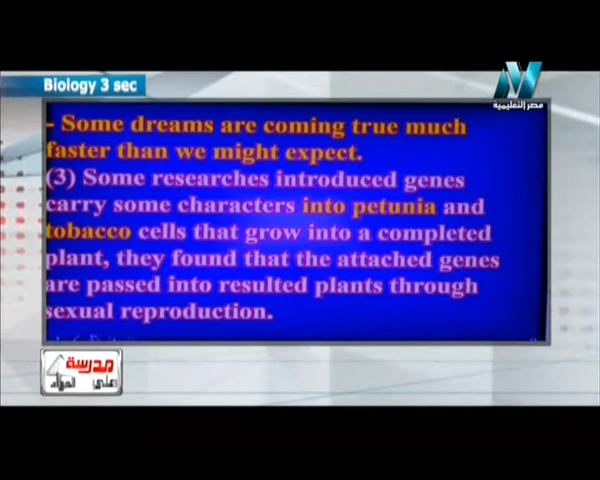 Biology 3 sec
مصر التعليمية
- Some dreams are coming true much
faster than we might expect.
(3) Some researches introduced genes
carry some characters into petunia and
tobacco cells that grow into a completed
plant, they found that the attached genes
are passed into resulted plants through
sexual reproduction.
مدرسة
على الهواء